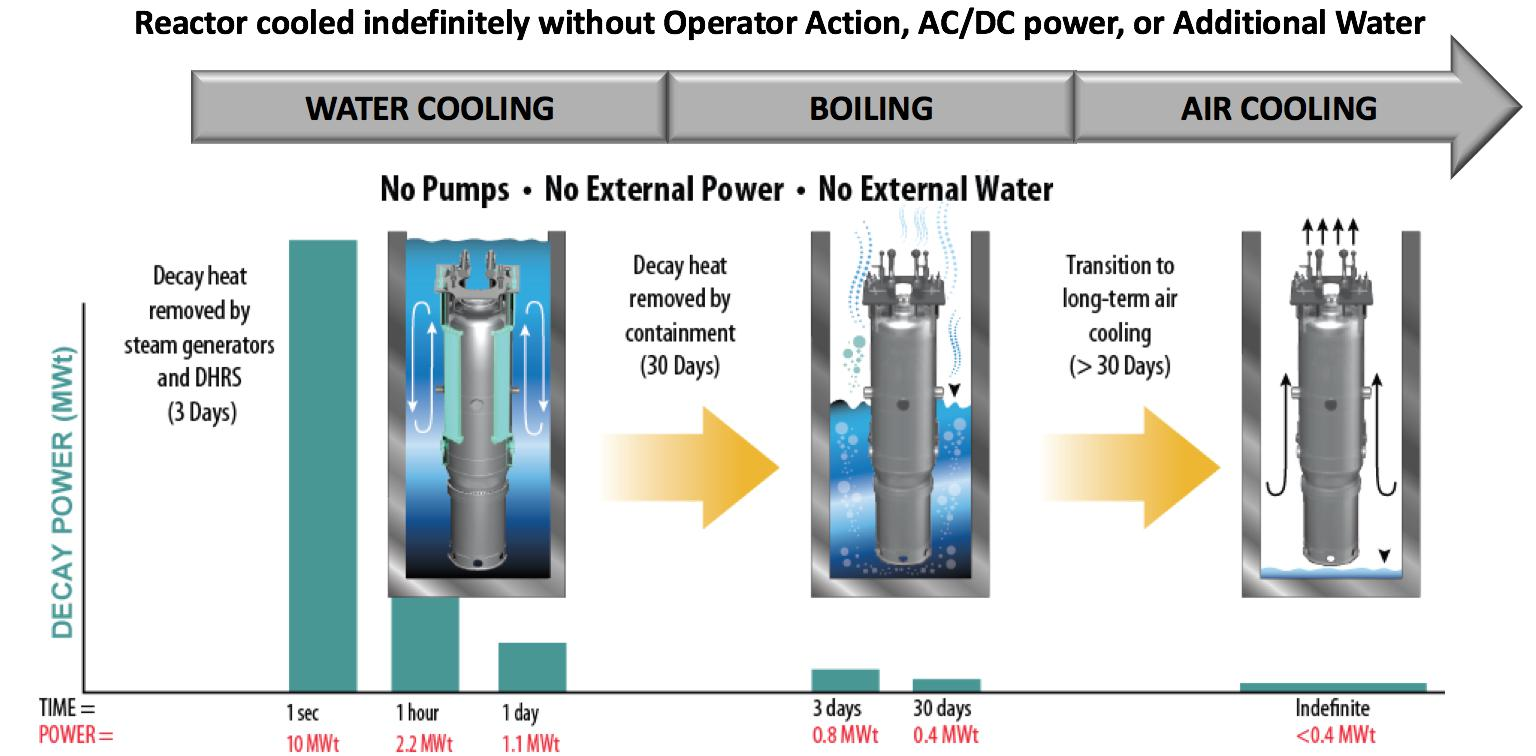 Reactor cooled indefinitely without Operator Action, AC/DC power, or Additional Water
WATER COOLING
BOILING
AIR COOLING
No Pumps • No External Power • No External Water
Decay heat
removed by
steam generators
and DHRS
(3 Days)
Decay heat
removed by
containment
(30 Days)
Transition to
long-term air
cooling
(> 30 Days)
DECAY POWER (MWt)
TIME =
1 sec
1 hour
1 day
3 days
30 days
Indefinite
POWER =
10 MWt
2.2 MWt
1.1 MWt
0.8 MWt
0.4 MWt
<0.4 MWt